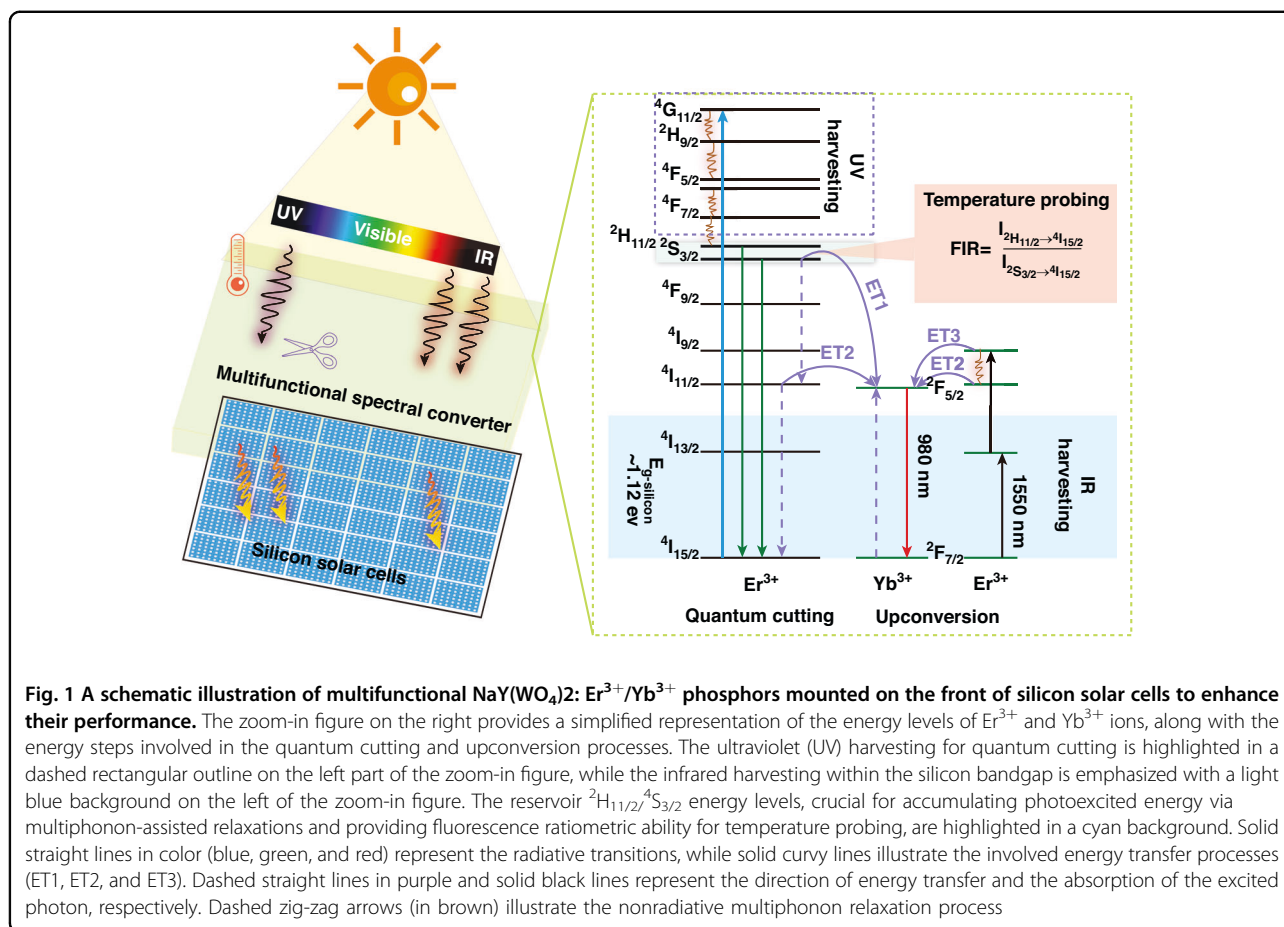 UV
Visible
IR
Multifunctional spectral converter
Silicon solar cells
⁴G₁₁/₂
²H₉/₂
⁴F₅/₂
⁴F₇/₂
²H₁₁/₂ ²S₃/₂
⁴F₉/₂
⁴I₉/₂
⁴I₁₁/₂
⁴I₁₃/₂
⁴I₁₅/₂
UV
harvesting
E g-silicon
~1.12 ev
ET1
ET2
Temperature probing
FIR= I ²H₁₁/₂→⁴I₁₅/₂
I ²S₃/₂→⁴I₁₅/₂
ET3
ET2
²F₅/₂
980 nm
1550 nm
IR
harvesting
²F₇/₂
Er³⁺
Yb³⁺
Er³⁺
Quantum cutting
Upconversion
Fig. 1 A schematic illustration of multifunctional NaY(WO₄)2: Er³⁺/Yb³⁺ phosphors mounted on the front of silicon solar cells to enhance
their performance. The zoom-in figure on the right provides a simplified representation of the energy levels of Er³⁺ and Yb³⁺ ions, along with the
energy steps involved in the quantum cutting and upconversion processes. The ultraviolet (UV) harvesting for quantum cutting is highlighted in a
dashed rectangular outline on the left part of the zoom-in figure, while the infrared harvesting within the silicon bandgap is emphasized with a light
blue background on the left of the zoom-in figure. The reservoir ²H₁₁/₂/⁴S₃/₂ energy levels, crucial for accumulating photoexcited energy via
multiphonon-assisted relaxations and providing fluorescence ratiometric ability for temperature probing, are highlighted in a cyan background. Solid
straight lines in color (blue, green, and red) represent the radiative transitions, while solid curvy lines illustrate the involved energy transfer processes
(ET1, ET2, and ET3). Dashed straight lines in purple and solid black lines represent the direction of energy transfer and the absorption of the excited
photon, respectively. Dashed zig-zag arrows (in brown) illustrate the nonradiative multiphonon relaxation process